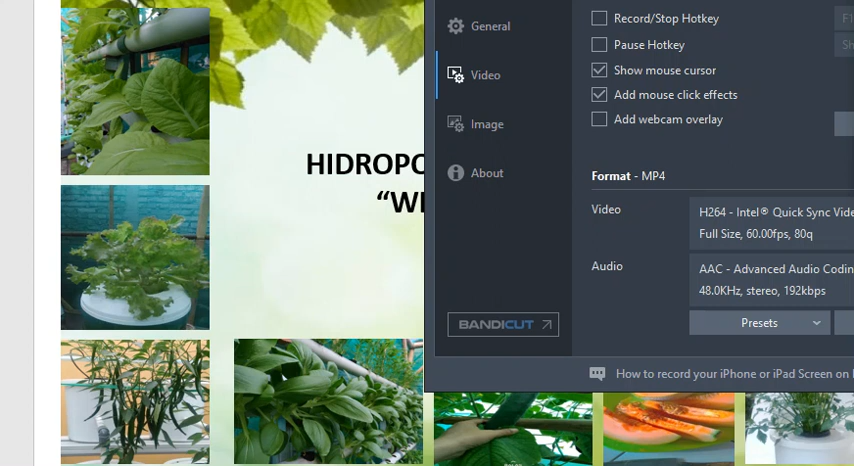 HIDROPO
“WI
General
Video
Image
About
BANDICUT
Record/Stop Hotkey
F1
Pause Hotkey
Sh
Show mouse cursor
Add mouse click effects
Add webcam overlay
Format - MP4
Video
H264 - Intel® Quick Sync Vide
Full Size, 60.00fps, 80q
Audio
AAC - Advanced Audio Codin
48.0KHz, stereo, 192kbps
Presets
How to record your iPhone or iPad Screen on